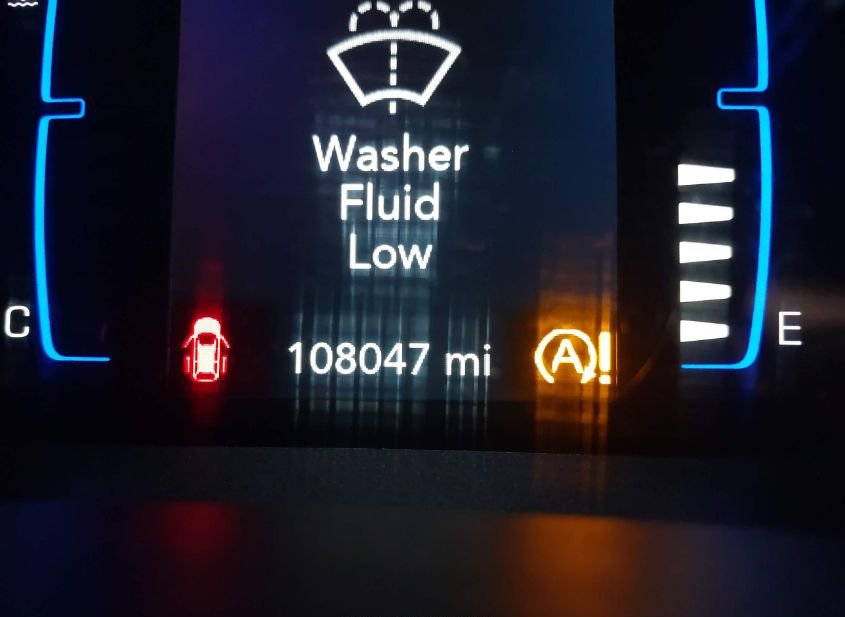 Washer
Fluid
Low
C
E
108047 mi
A!